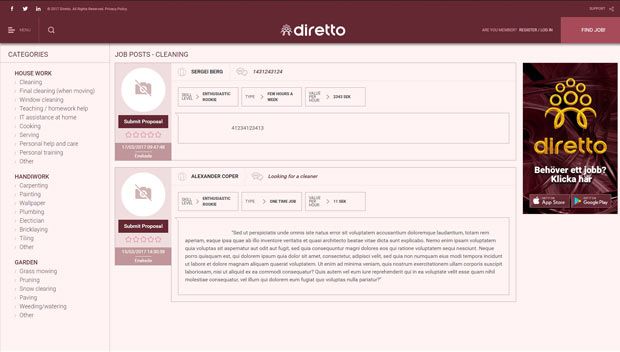 © 2017 Diretto. All Rights Reserved. Privacy Policy
SUPPORT
MENU
diretto
ARE YOU MEMBER? REGISTER / LOG IN
FIND JOB!
CATEGORIES
HOUSE WORK
Cleaning
Final cleaning (when moving)
Window cleaning
Teaching / homework help
IT assistance at home
Cooking
Serving
Personal help and care
Personal training
Other
HANDIWORK
Carpenting
Painting
Wallpaper
Plumbing
Electrician
Bricklaying
Tiling
Other
GARDEN
Grass mowing
Pruning
Snow clearing
Paving
Weeding/watering
Other
JOB POSTS - CLEANING
Submit Proposal
17/03/2017 09:47:48
Enskede
SERGEI BERG 1431243124
SKILL LEVEL ENTHUSIASTIC ROOKIE
TYPE FEW HOURS A WEEK
VALUE PER HOUR 2343 SEK
41234123413
Submit Proposal
Enskede
ALEXANDER COPER Looking for a cleaner
SKILL LEVEL ENTHUSIASTIC ROOKIE
TYPE ONE TIME JOB
VALUE PER HOUR 11 SEK
"Sed ut perspiciatis unde omnis iste natus error sit voluptatem accusantium doloremque laudantium, totam rem
aperiam, eaque ipsa quae ab illo inventore veritatis et quasi architecto beatae vitae dicta sunt explicabo. Nemo enim ipsam voluptatem
quia voluptas sit aspernatur aut odit aut fugit, sed quia consequuntur magni dolores eos qui ratione voluptatem sequi nesciunt. Neque
porro quisquam est, qui dolorem ipsum quia dolor sit amet, consectetur, adipisci velit, sed quia non numquam eius modi tempora incidunt
ut labore et dolore magnam aliquam quaerat voluptatem. Ut enim ad minima veniam, quis nostrum exercitationem ullam corporis suscipit
laboriosam, nisi ut aliquid ex ea commodi consequatur? Quis autem vel eum iure reprehenderit qui in ea voluptate velit esse quam nihil
molestiae consequatur, vel illum qui dolorem eum fugiat quo voluptas nulla pariatur?"
diretto
Behöver ett jobb?
Klicka här
App Store
Google Play